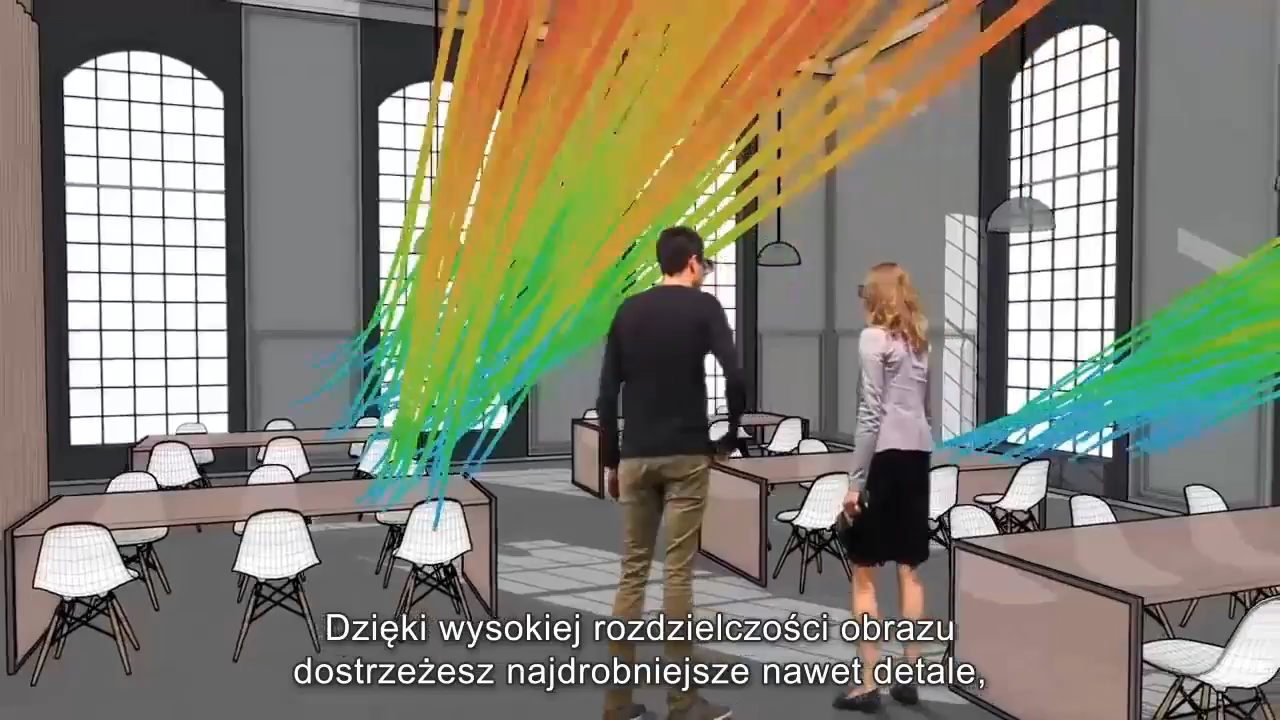 Dzięki wysokiej rozdzielczości obrazu
dostrzeżesz najdrobniejsze nawet detale,